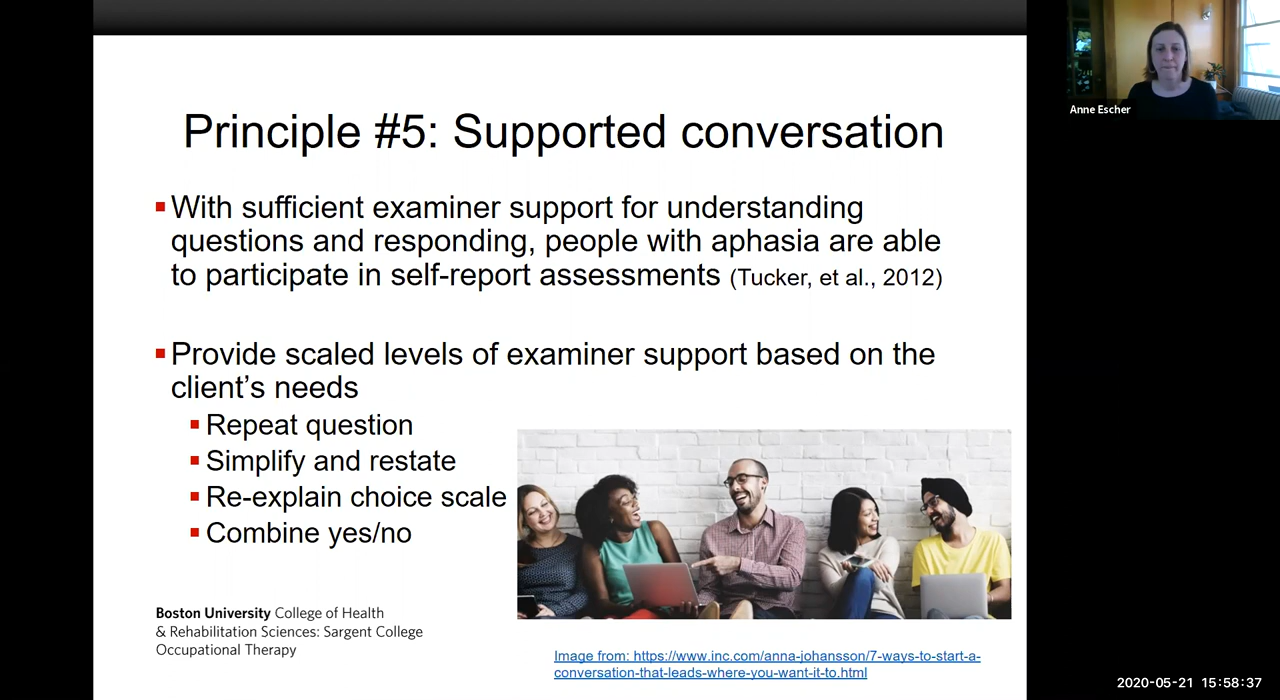 Principle #5: Supported conversation
▪With sufficient examiner support for understanding
questions and responding, people with aphasia are able
to participate in self-report assessments (Tucker, et al., 2012)
▪Provide scaled levels of examiner support based on the
client's needs
▪Repeat question
▪Simplify and restate
▪Re-explain choice scale
▪Combine yes/no
Boston University College of Health
& Rehabilitation Sciences: Sargent College
Occupational Therapy
Image from: https://www.inc.com/anna-johansson/7-ways-to-start-a-
conversation-that-leads-where-you-want-it-to.html
Anne Escher
2020-05-21 15:58:37